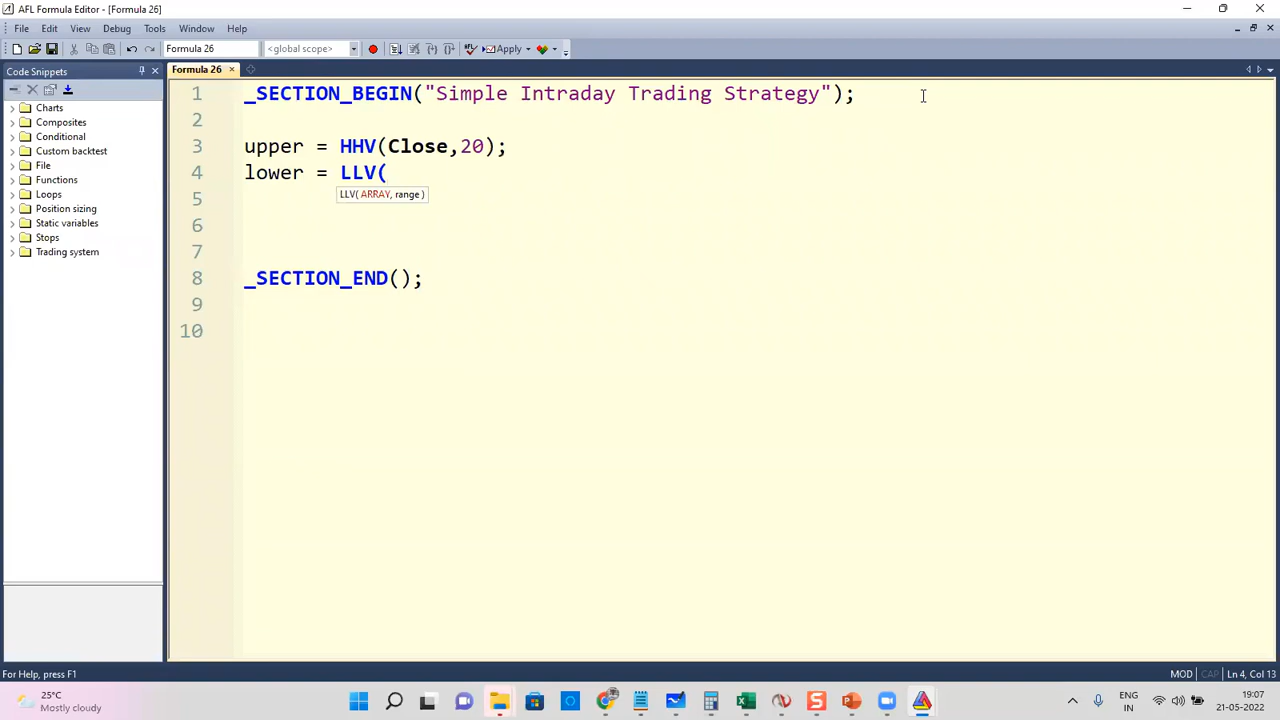 AFL Formula Editor - [Formula 26]
File Edit View Debug Tools Window Help
Formula 26 <global scope> Apply
Code Snippets
Charts
Composites
Conditional
Custom backtest
File
Functions
Loops
Position sizing
Static variables
Stops
Trading system
Formula 26
1 _SECTION_BEGIN("Simple Intraday Trading Strategy");
2
3 upper = HHV(Close,20);
4 lower = LLV(
LLV( ARRAY, range )
5
6
7
8 _SECTION_END();
9
10
For Help, press F1
MOD CAP Ln 4, Col 13
25°C
Mostly cloudy
ENG
IN
19:07
21-05-2022